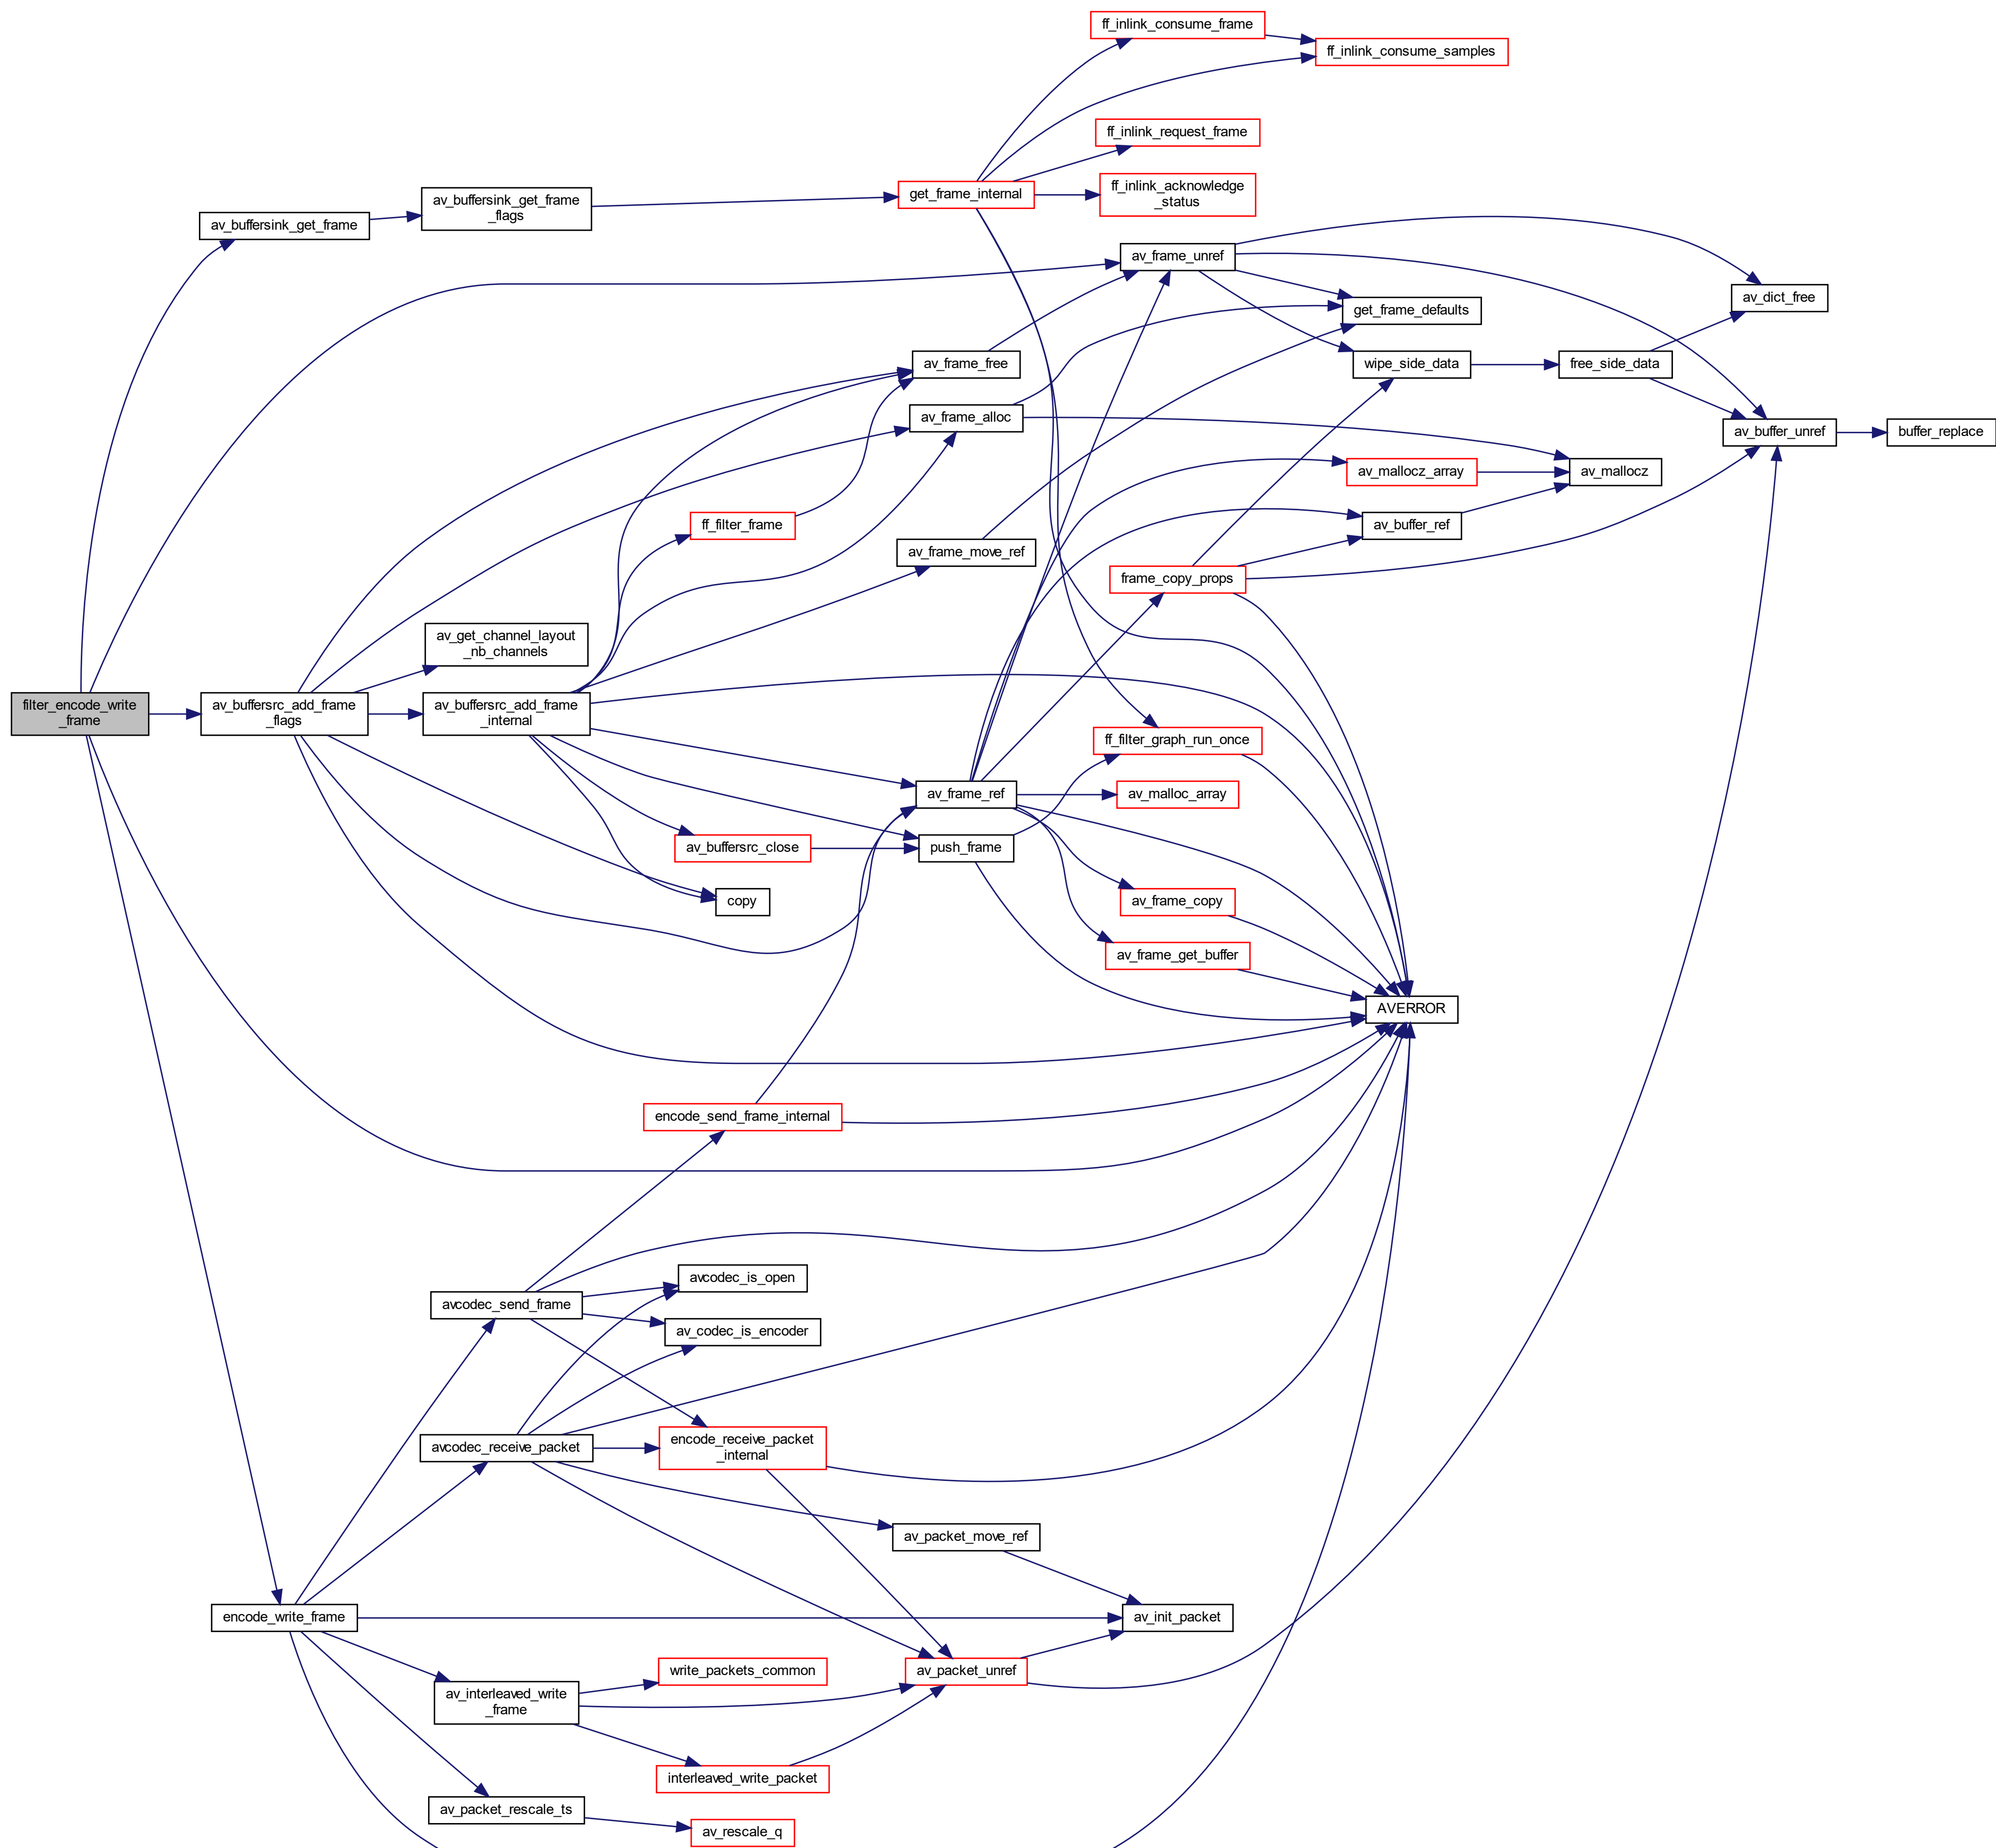 ff_inlink_consume_frame
ff_inlink_consume_samples
ff_inlink_request_frame
get_frame_internal
ff_inlink_acknowledge
_status
av_buffersink_get_frame
_flags
av_buffersink_get_frame
av_frame_unref
av_dict_free
get_frame_defaults
av_frame_free
wipe_side_data
free_side_data
av_frame_alloc
av_buffer_unref
buffer_replace
av_mallocz_array
av_mallocz
ff_filter_frame
av_buffer_ref
av_frame_move_ref
frame_copy_props
av_get_channel_layout
_nb_channels
filter_encode_write
_frame
av_buffersrc_add_frame
_flags
av_buffersrc_add_frame
_internal
ff_filter_graph_run_once
av_frame_ref
av_malloc_array
av_buffersrc_close
push_frame
copy
av_frame_copy
av_frame_get_buffer
AVERROR
encode_send_frame_internal
avcodec_is_open
avcodec_send_frame
av_codec_is_encoder
avcodec_receive_packet
encode_receive_packet
_internal
av_packet_move_ref
encode_write_frame
av_init_packet
write_packets_common
av_packet_unref
av_interleaved_write
_frame
interleaved_write_packet
av_packet_rescale_ts
av_rescale_q